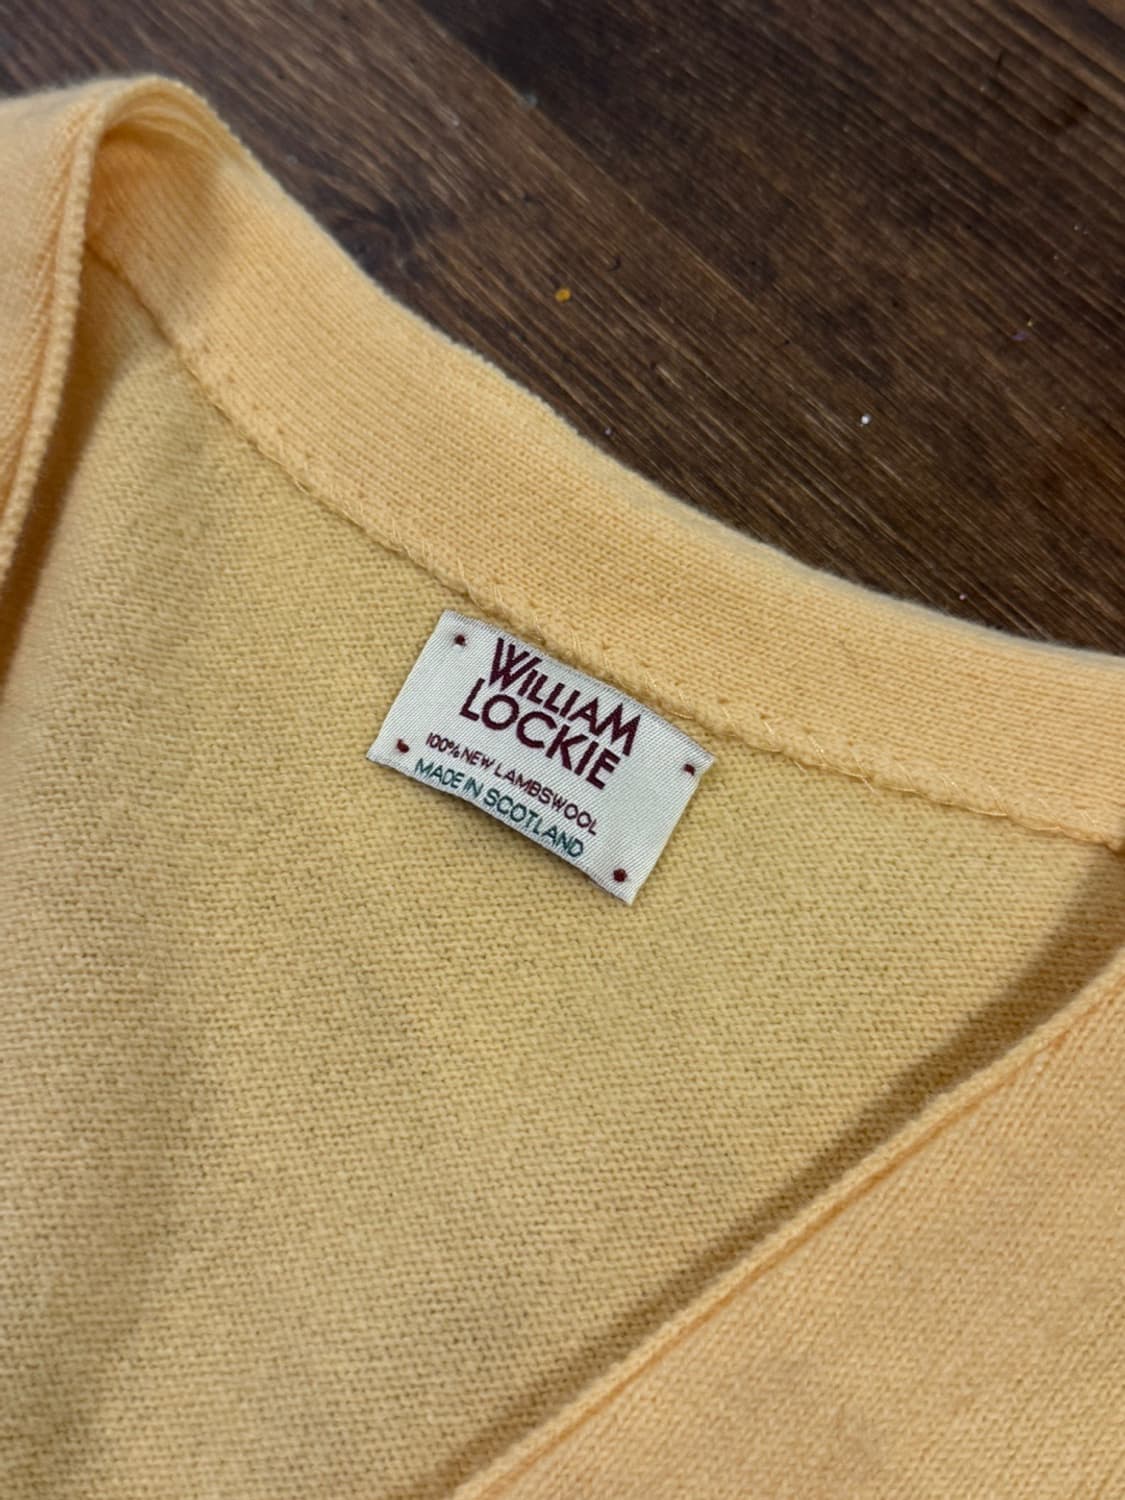 WILLIAM
LOCKIE
100% NEW LAMBSWOOL
MADE IN SCOTLAND